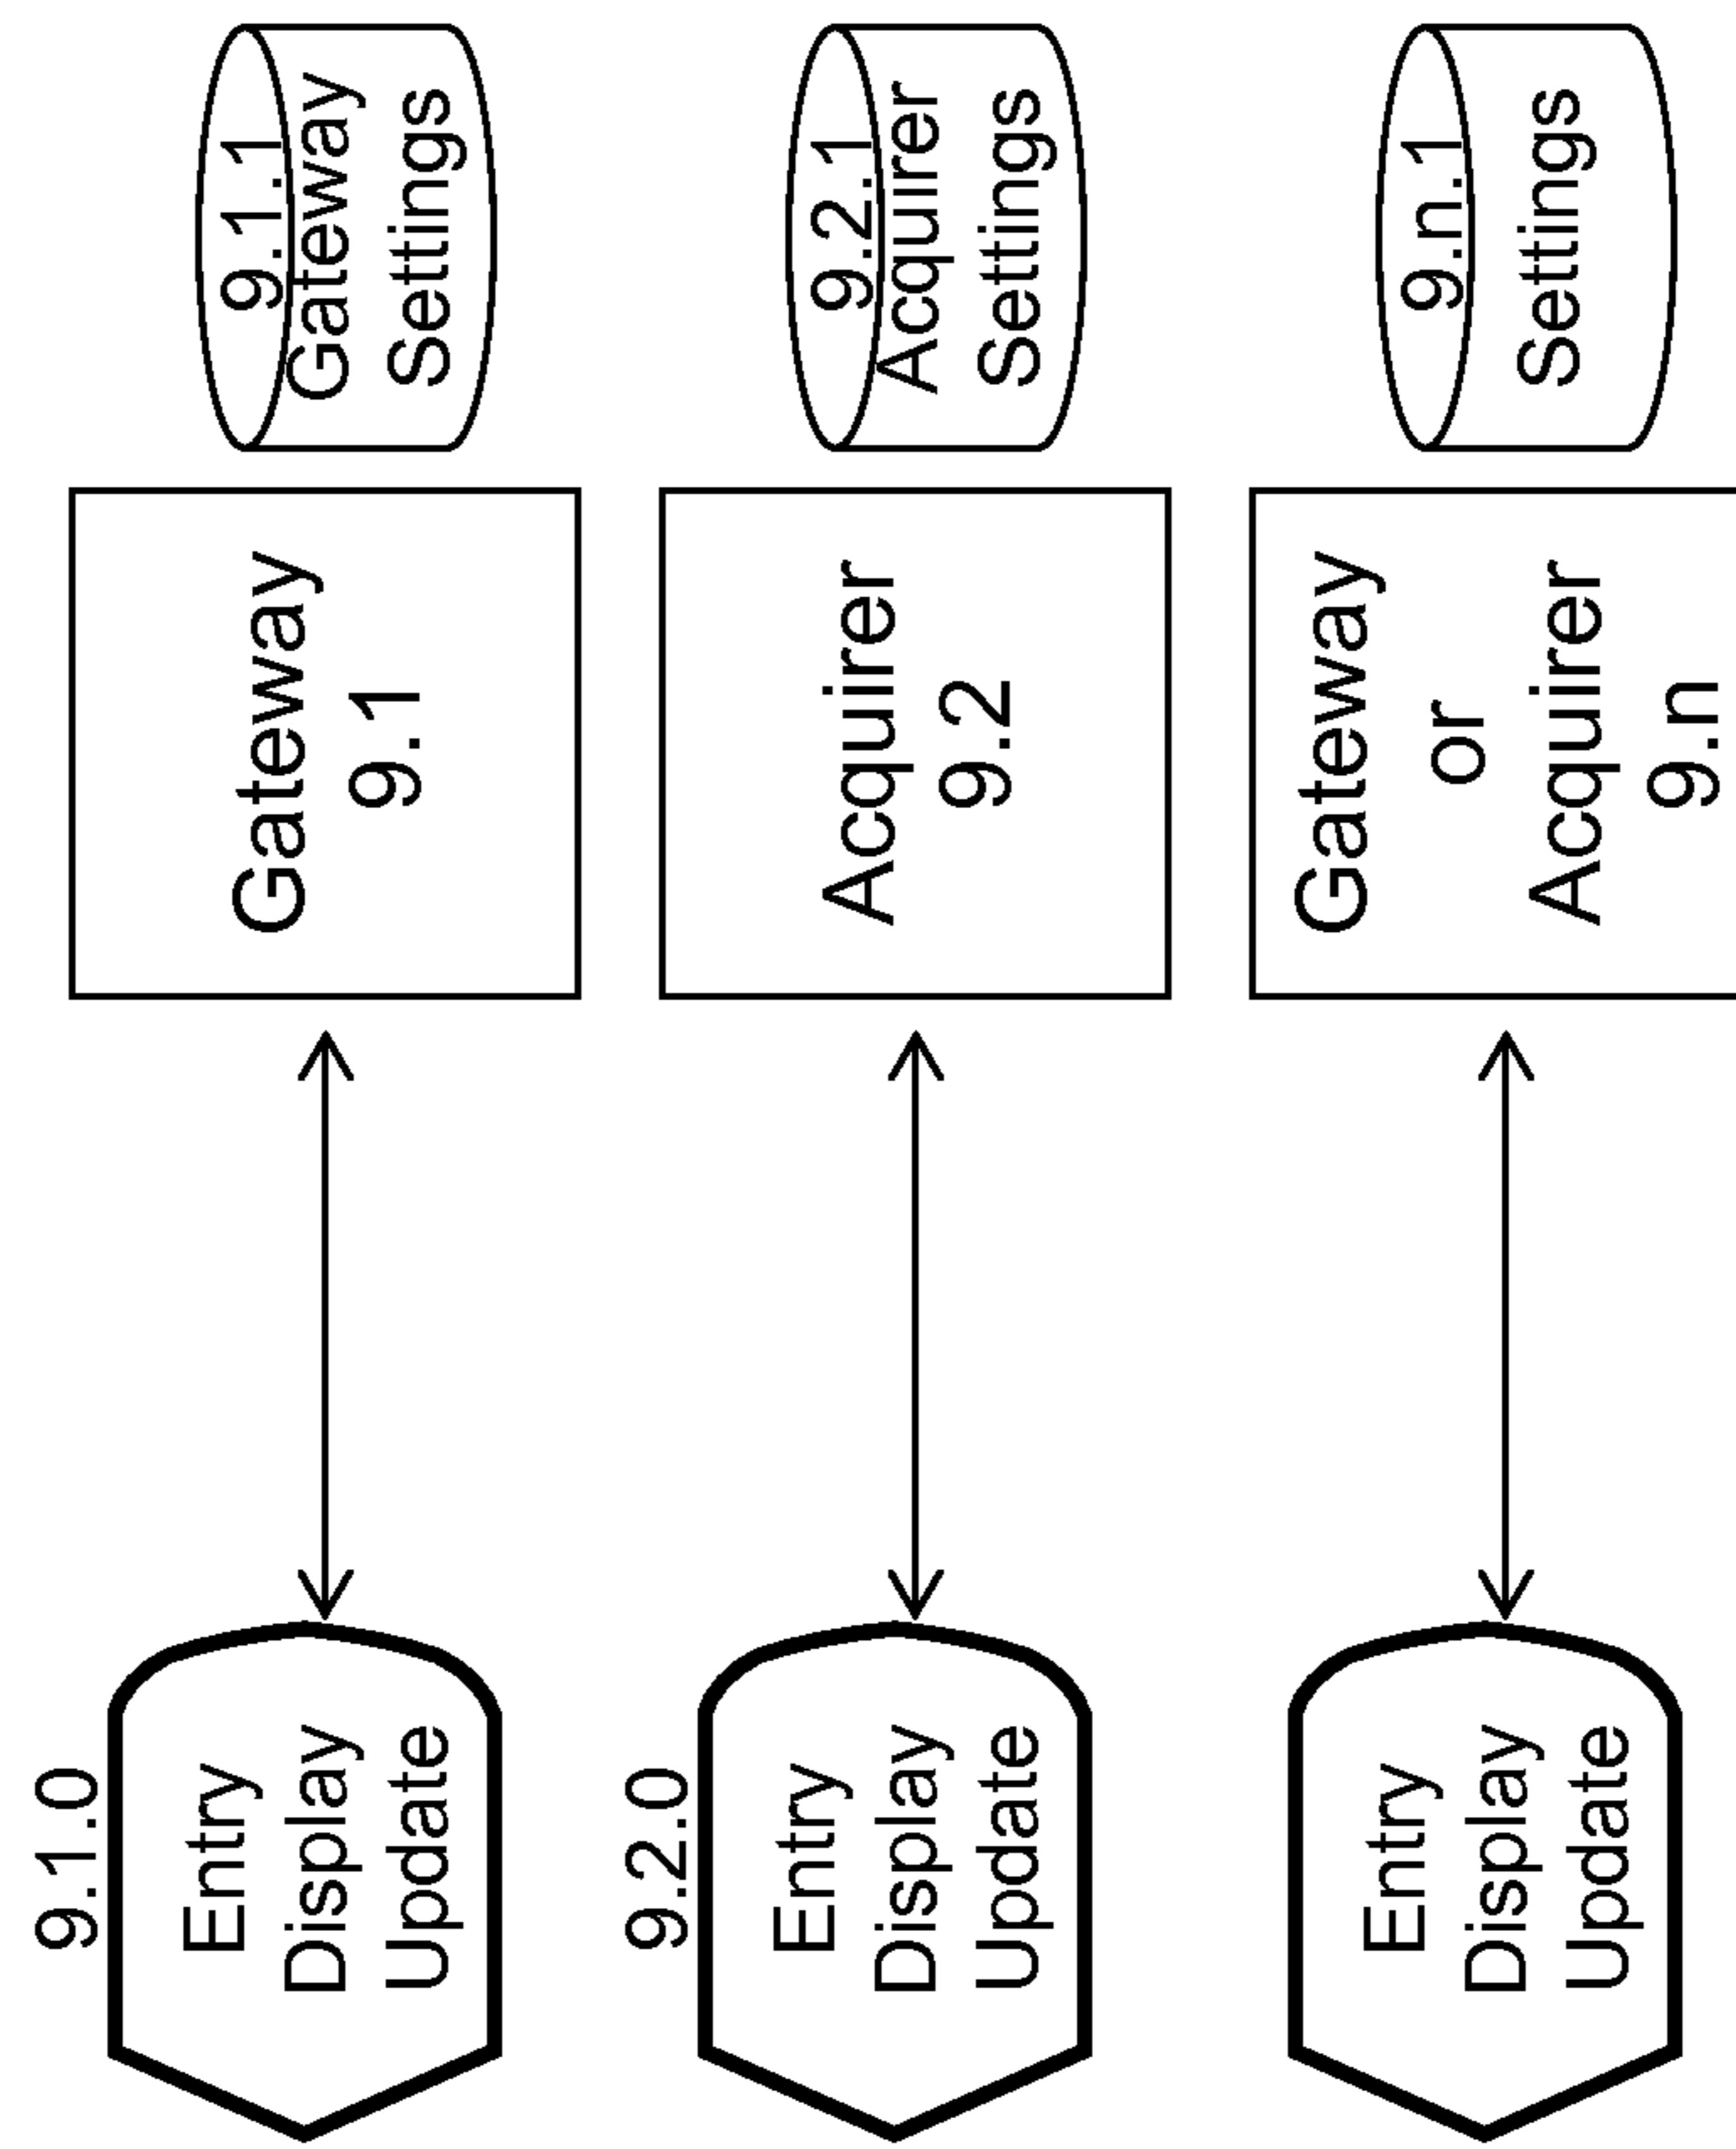 9.1.0
Entry
Display
Update
Gateway
9.1
9.1.1
Gateway
Settings
9.2.0
Entry
Display
Update
Acquirer
9.2
9.2.1
Acquirer
Settings
Entry
Display
Update
Gateway
or
Acquirer
9.n
9.n.1
Settings